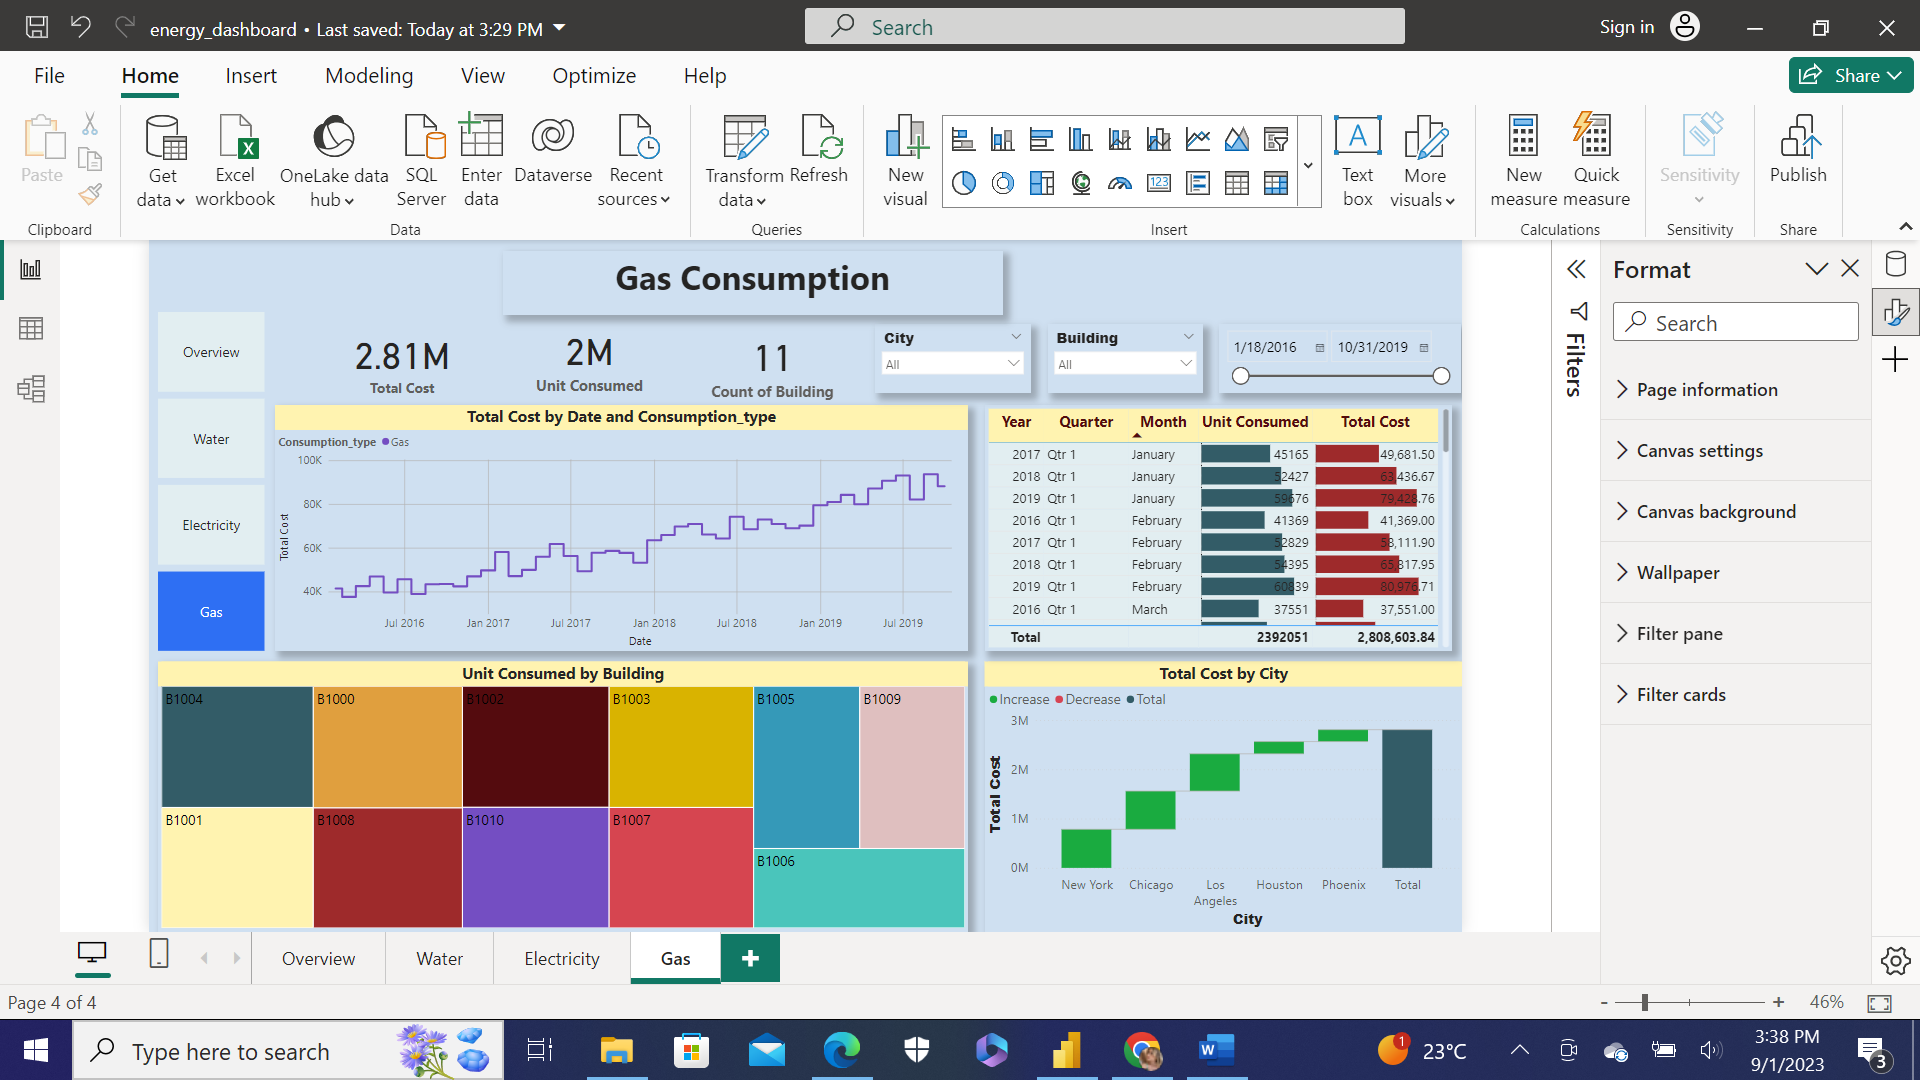 energy_dashboard • Last saved: Today at 3:29 PM
Search
Sign in
File Home Insert Modeling View Optimize Help
Share
Paste
Get data
Excel workbook
OneLake data hub
SQL Server
Enter data
Dataverse
Recent sources
Transform data
Refresh
New visual
Text box
More visuals
New measure
Quick measure
Sensitivity
Publish
Clipboard Data Queries Insert Calculations Sensitivity Share
Gas Consumption
Overview
Water
Electricity
Gas
2.81M
Total Cost
2M
Unit Consumed
11
Count of Building
City
All
Building
All
1/18/2016 10/31/2019
Total Cost by Date and Consumption_type
Consumption_type Gas
100K
80K
60K
40K
Total Cost
Jul 2016 Jan 2017 Jul 2017 Jan 2018 Jul 2018 Jan 2019 Jul 2019
Date
Year Quarter Month Unit Consumed Total Cost
2017 Qtr 1 January 45165 49,681.50
2018 Qtr 1 January 52427 63,436.67
2019 Qtr 1 January 59676 79,428.76
2016 Qtr 1 February 41369 41,369.00
2017 Qtr 1 February 52829 58,111.90
2018 Qtr 1 February 54395 65,817.95
2019 Qtr 1 February 60839 80,976.71
2016 Qtr 1 March 37551 37,551.00
Total 2392051 2,808,603.84
Unit Consumed by Building
B1004 B1000 B1002 B1003 B1005 B1009
B1001 B1008 B1010 B1007
B1006
Total Cost by City
Increase Decrease Total
3M
2M
1M
0M
Total Cost
New York Chicago Los Angeles Houston Phoenix Total
City
Filters
Format
Search
Page information
Canvas settings
Canvas background
Wallpaper
Filter pane
Filter cards
Overview Water Electricity Gas
Page 4 of 4
- + 46%
Type here to search
1
23°C
3:38 PM
9/1/2023
3